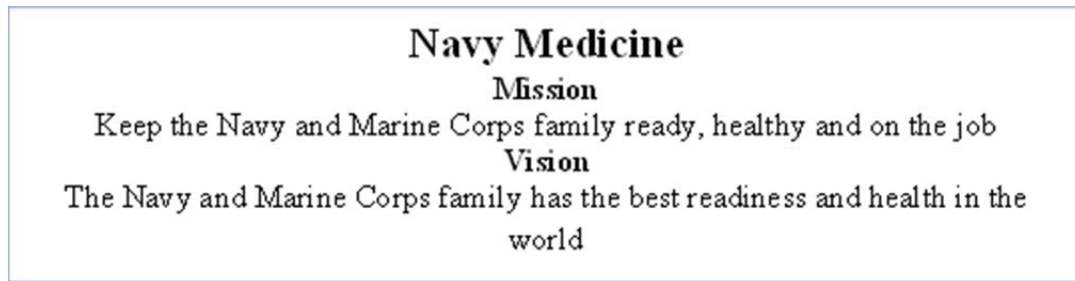 Navy Medicine
Mission
Keep the Navy and Marine Corps family ready, healthy and on the job
Vision
The Navy and Marine Corps family has the best readiness and health in the
world